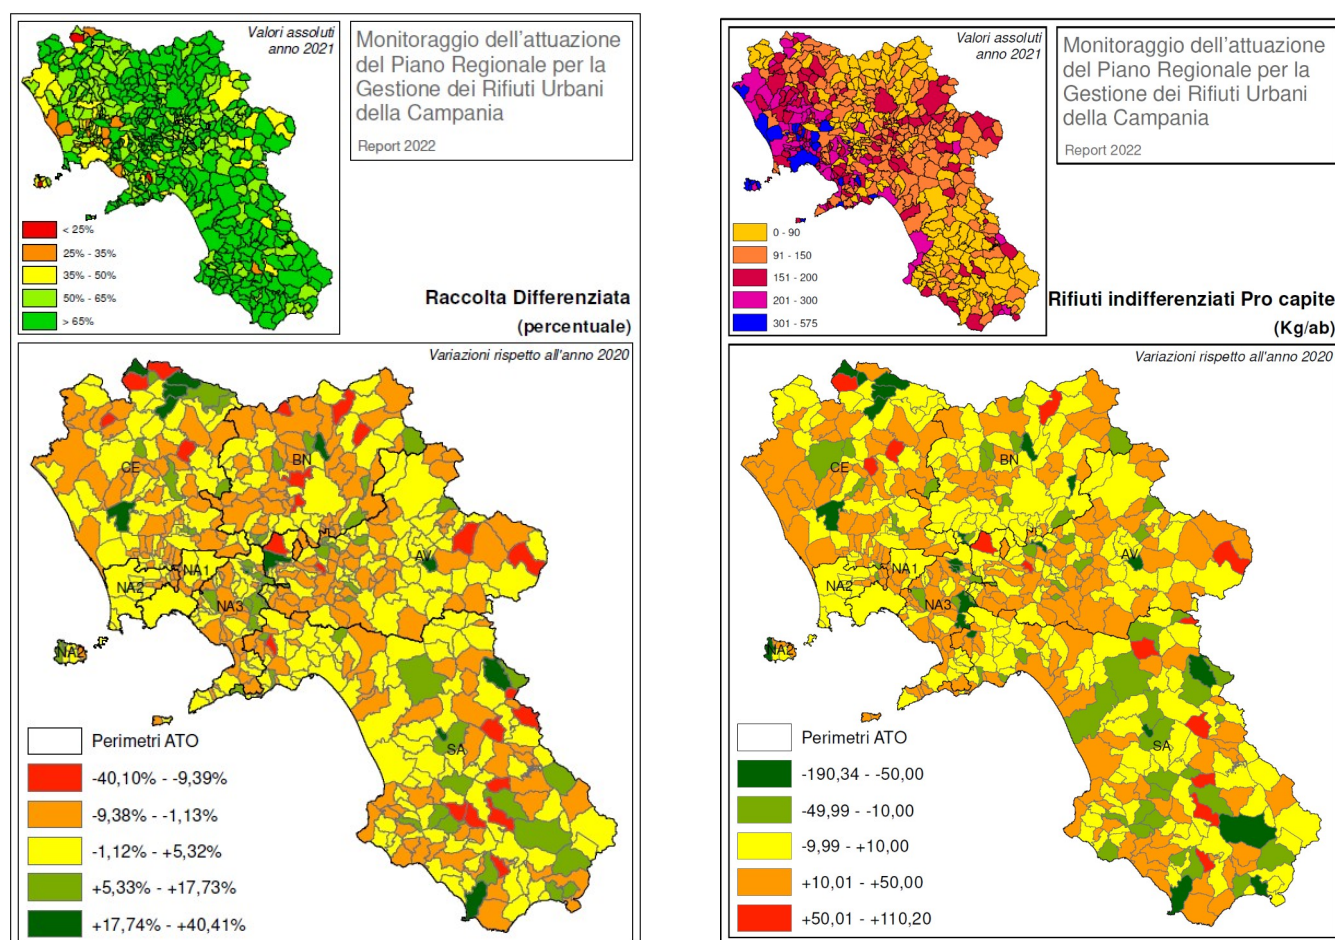 Valori assoluti
anno 2021
Monitoraggio dell'attuazione
del Piano Regionale per la
Gestione dei Rifiuti Urbani
della Campania
Report 2022
< 25%
25% - 35%
35% - 50%
50% - 65%
> 65%
Raccolta Differenziata
(percentuale)
Variazioni rispetto all'anno 2020
CE
BN
AV
NA1
NA2
NA3
NA2
SA
Perimetri ATO
-40,10% - -9,39%
-9,38% - -1,13%
-1,12% - +5,32%
+5,33% - +17,73%
+17,74% - +40,41%
Valori assoluti
anno 2021
Monitoraggio dell'attuazione
del Piano Regionale per la
Gestione dei Rifiuti Urbani
della Campania
Report 2022
0 - 90
91 - 150
151 - 200
201 - 300
301 - 575
Rifiuti indifferenziati Pro capite
(Kg/ab)
Variazioni rispetto all'anno 2020
CE
BN
AV
NA1
NA2
NA3
NA2
SA
Perimetri ATO
-190,34 - -50,00
-49,99 - -10,00
-9,99 - +10,00
+10,01 - +50,00
+50,01 - +110,20